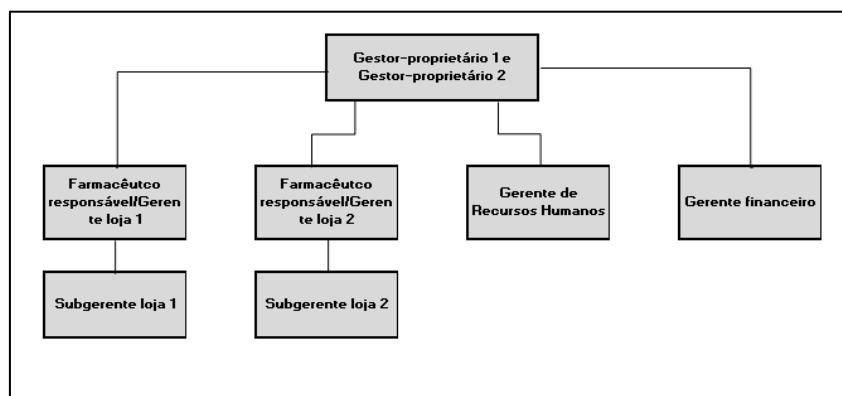 Gestor-proprietário 1 e
Gestor-proprietário 2
Farmacêutco
responsável/Geren
te loja 1
Farmacêutco
responsável/Geren
te loja 2
Gerente de
Recursos Humanos
Gerente financeiro
Subgerente loja 1
Subgerente loja 2